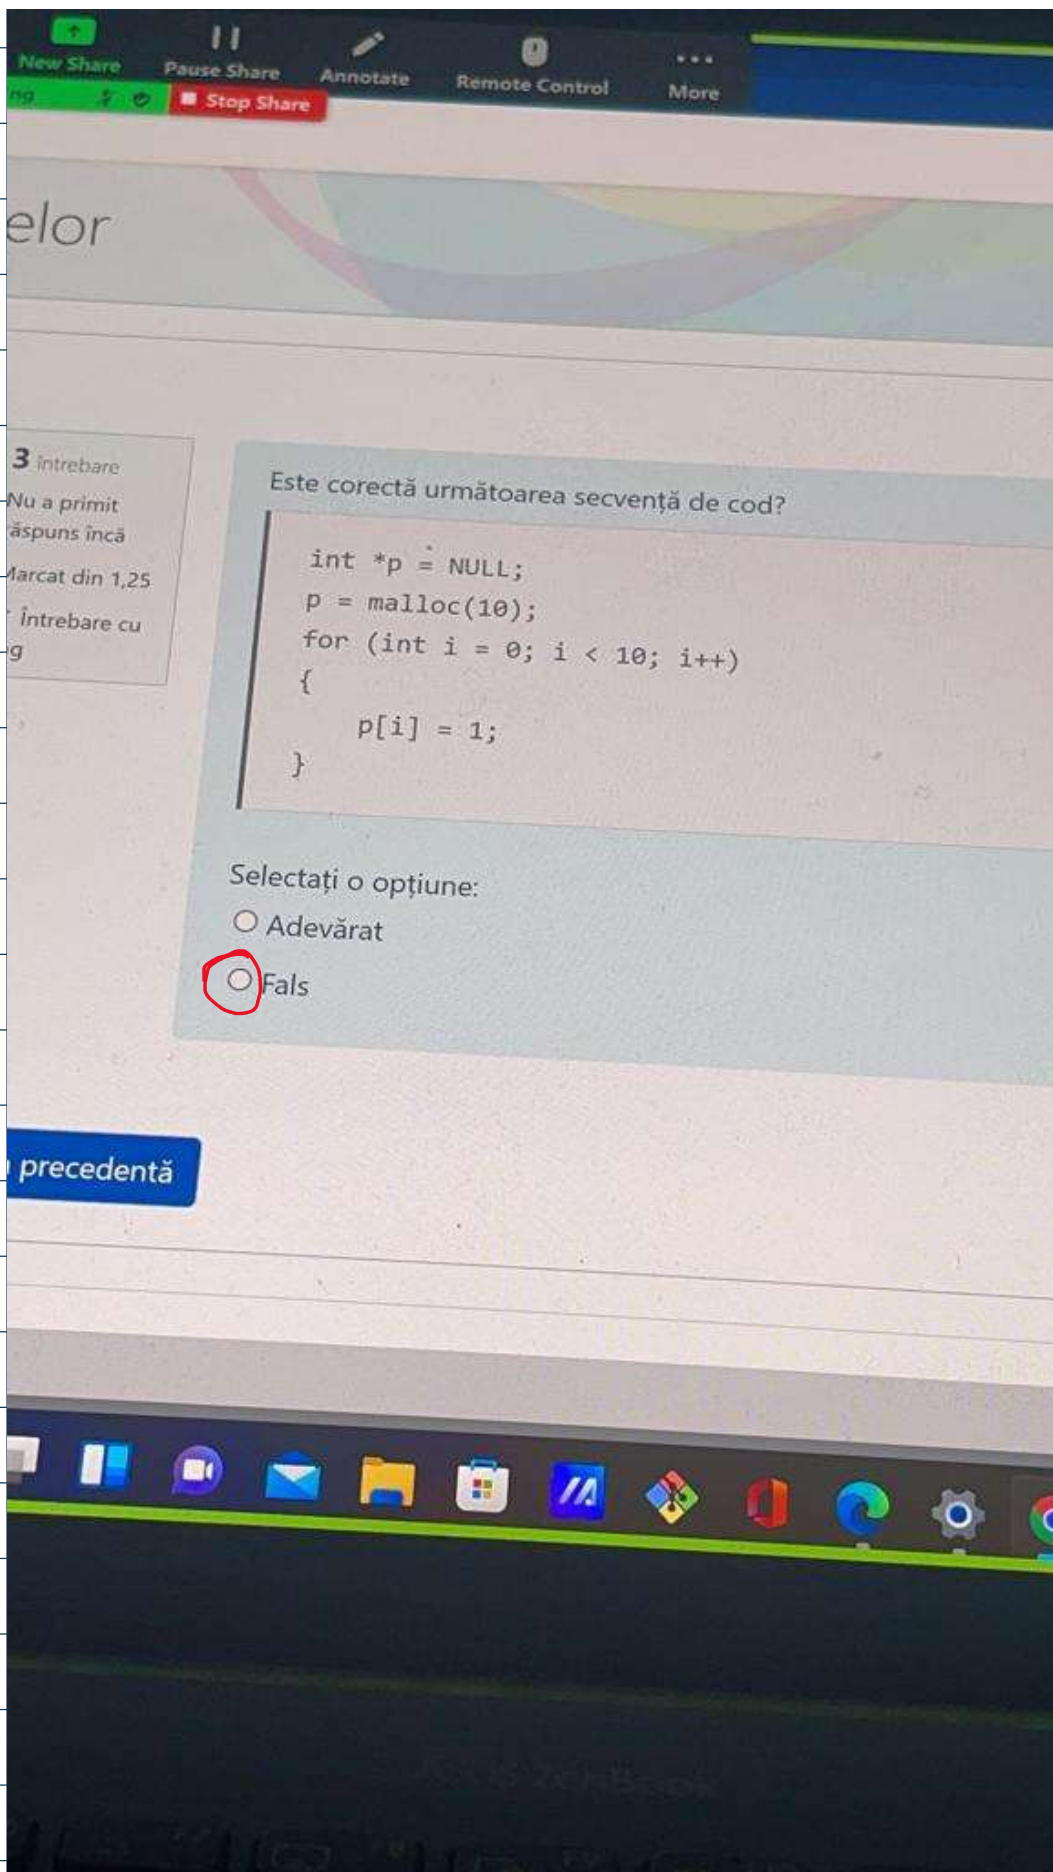 New Share
Pause Share
Annotate
Remote Control
More
ng
Stop Share
elor
3 întrebare
Nu a primit
ăspuns încă
Marcat din 1,25
Întrebare cu
g
Este corectă următoarea secvență de cod?
int *p = NULL;
p = malloc(10);
for (int i = 0; i < 10; i++)
{
p[i] = 1;
}
Selectați o opțiune:
Adevărat
Fals
precedentă